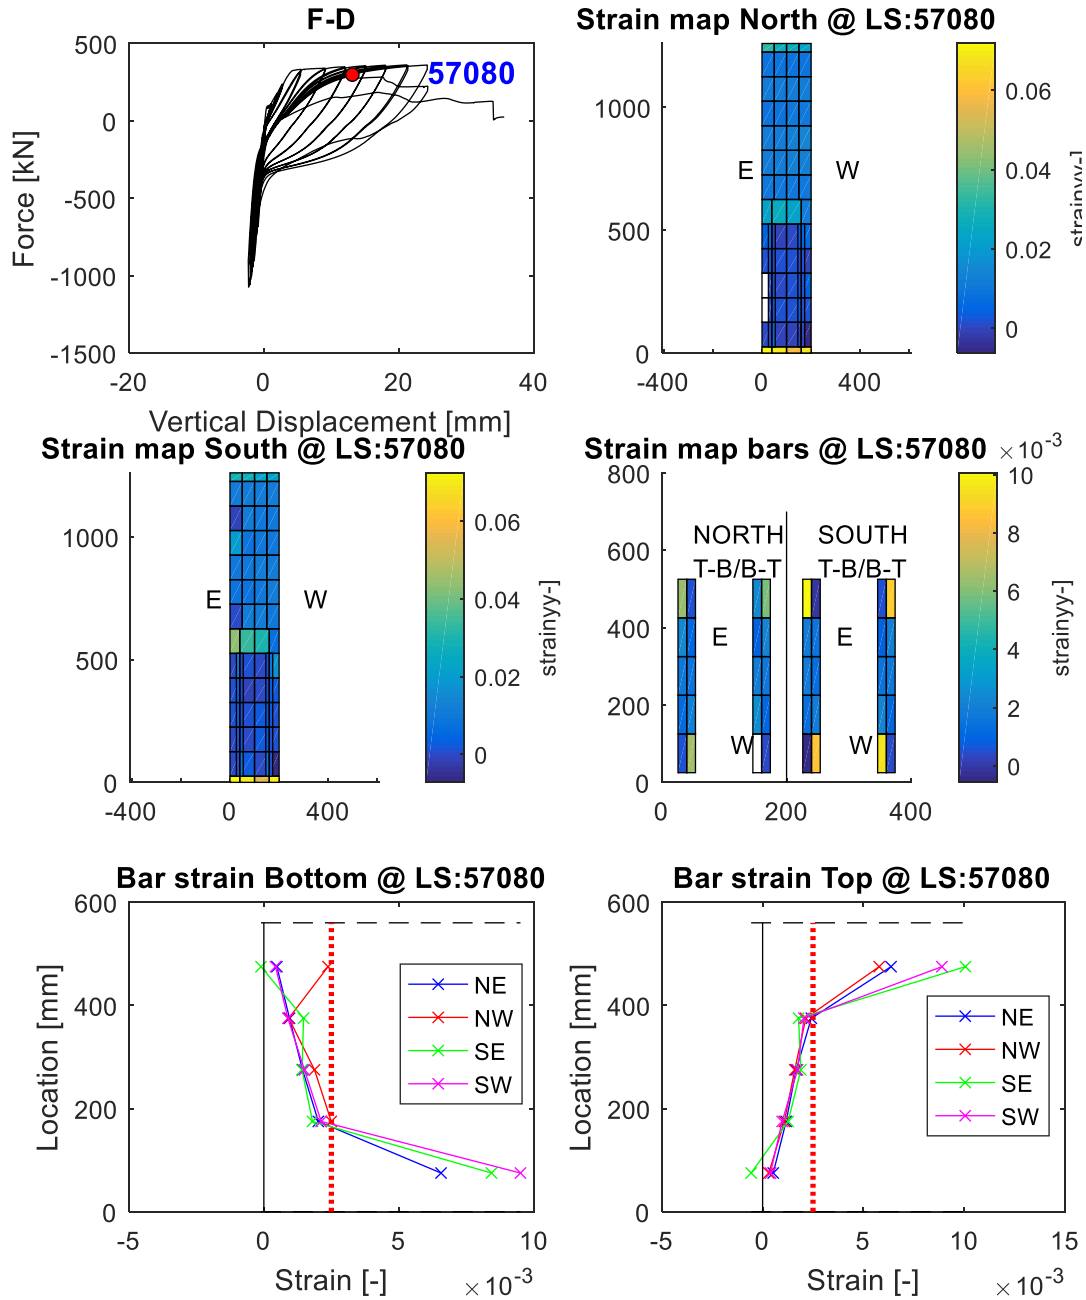 F-D
500
0
-500
-1000
-1500
-20
0
20
40
Force [kN]
Vertical Displacement [mm]
57080
Strain map North @ LS:57080
1000
500
0
-400
0
400
E
W
0.06
0.04
0.02
0
strainyy-]
Strain map South @ LS:57080
1000
500
0
-400
0
400
E
W
0.06
0.04
0.02
0
strainyy-]
Strain map bars @ LS:57080
×10-3
800
600
400
200
0
0
200
400
NORTH
SOUTH
T-B/B-T
T-B/B-T
E
E
W
W
10
8
6
4
2
0
strainyy-]
Bar strain Bottom @ LS:57080
600
400
200
0
-5
0
5
10
Location [mm]
Strain [-]
×10-3
NE
NW
SE
SW
Bar strain Top @ LS:57080
600
400
200
0
-5
0
5
10
15
Location [mm]
Strain [-]
×10-3
NE
NW
SE
SW